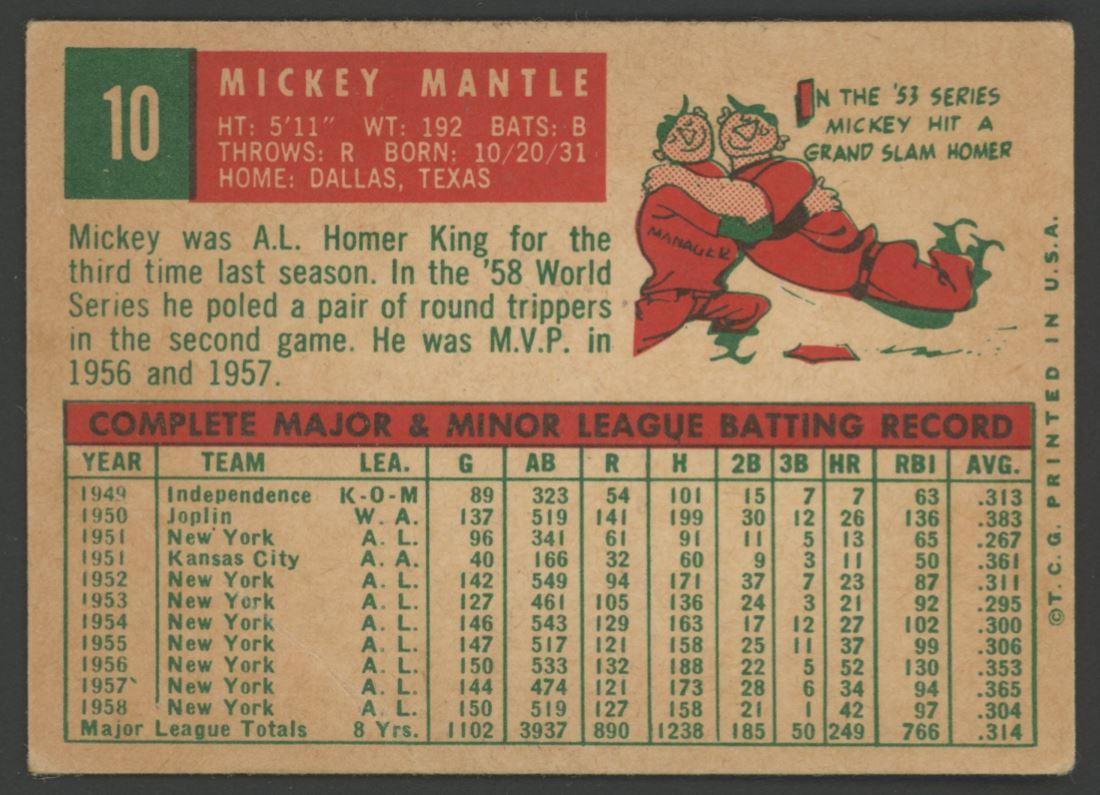 10
MICKEY MANTLE
HT: 5'11" WT: 192 BATS: B
THROWS: R BORN: 10/20/31
HOME: DALLAS, TEXAS
IN THE '53 SERIES
MICKEY HIT A
GRAND SLAM HOMER
MANAGER
Mickey was A.L. Homer King for the
third time last season. In the '58 World
Series he poled a pair of round trippers
in the second game. He was M.V.P. in
1956 and 1957.
COMPLETE MAJOR & MINOR LEAGUE BATTING RECORD
YEAR TEAM LEA. G AB R H 2B 3B HR RBI AVG.
1949 Independence K-O-M 89 323 54 101 15 7 7 63 .313
1950 Joplin W. A. 137 519 141 199 30 12 26 136 .383
1951 New York A. L. 96 341 61 91 11 5 13 65 .267
1951 Kansas City A. A. 40 166 32 60 9 3 11 50 .361
1952 New York A. L. 142 549 94 171 37 7 23 87 .311
1953 New York A. L. 127 461 105 136 24 3 21 92 .295
1954 New York A. L. 146 543 129 163 17 12 27 102 .300
1955 New York A. L. 147 517 121 158 25 11 37 99 .306
1956 New York A. L. 150 533 132 188 22 5 52 130 .353
1957 New York A. L. 144 474 121 173 28 6 34 94 .365
1958 New York A. L. 150 519 127 158 21 1 42 97 .304
Major League Totals 8 Yrs. 1102 3937 890 1238 185 50 249 766 .314
©T. C. G. PRINTED IN U.S.A.